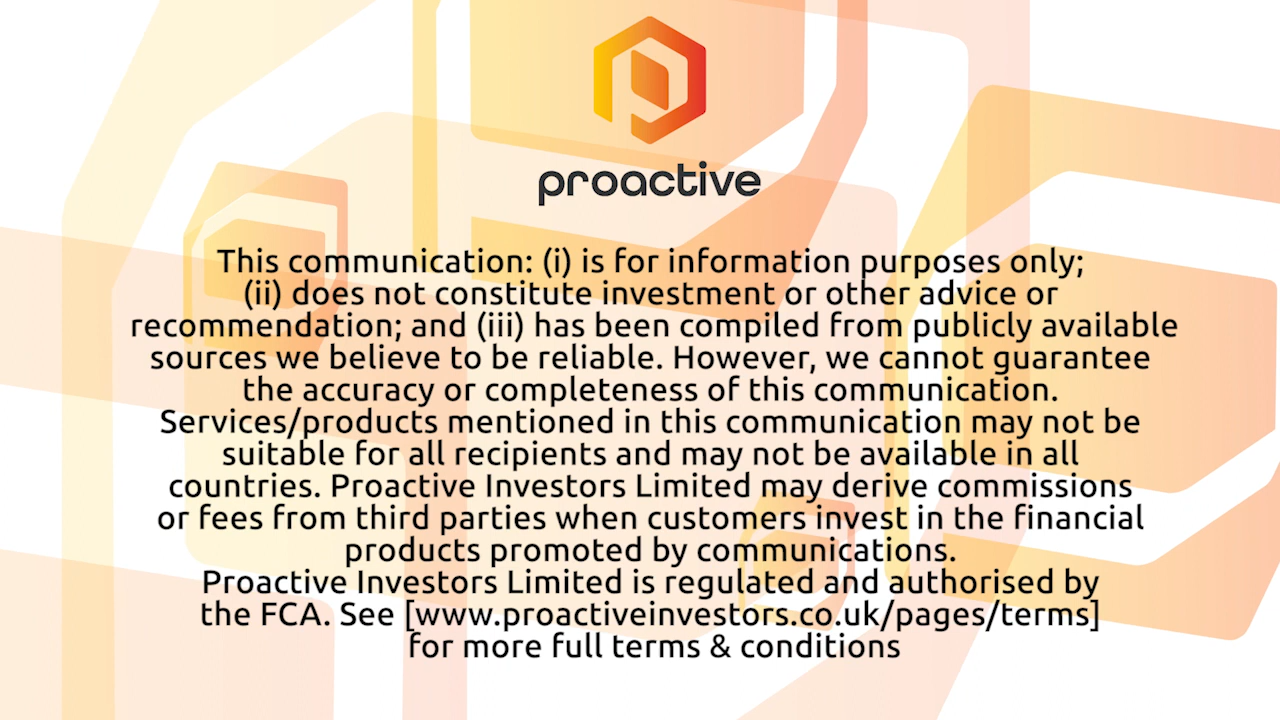 proactive
This communication: (i) is for information purposes only;
(ii) does not constitute investment or other advice or
recommendation; and (iii) has been compiled from publicly available
sources we believe to be reliable. However, we cannot guarantee
the accuracy or completeness of this communication.
Services/products mentioned in this communication may not be
suitable for all recipients and may not be available in all
countries. Proactive Investors Limited may derive commissions
or fees from third parties when customers invest in the financial
products promoted by communications.
Proactive Investors Limited is regulated and authorised by
the FCA. See [www.proactiveinvestors.co.uk/pages/terms]
for more full terms & conditions